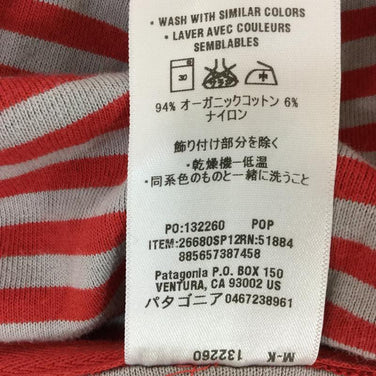 • WASH WITH SIMILAR COLORS
• LAVER AVEC COULEURS
SEMBLABLES
30
94% オーガニックコットン 6%
ナイロン
飾り付け部分を除く
・乾燥機ー低温
・同系色のものと一緒に洗うこと
PO:132260 POP
ITEM:26680SP12RN:51884
885657387458
Patagonia P.O. BOX 150
VENTURA, CA 93002 US
パタゴニア 0467238961
M-K 132260